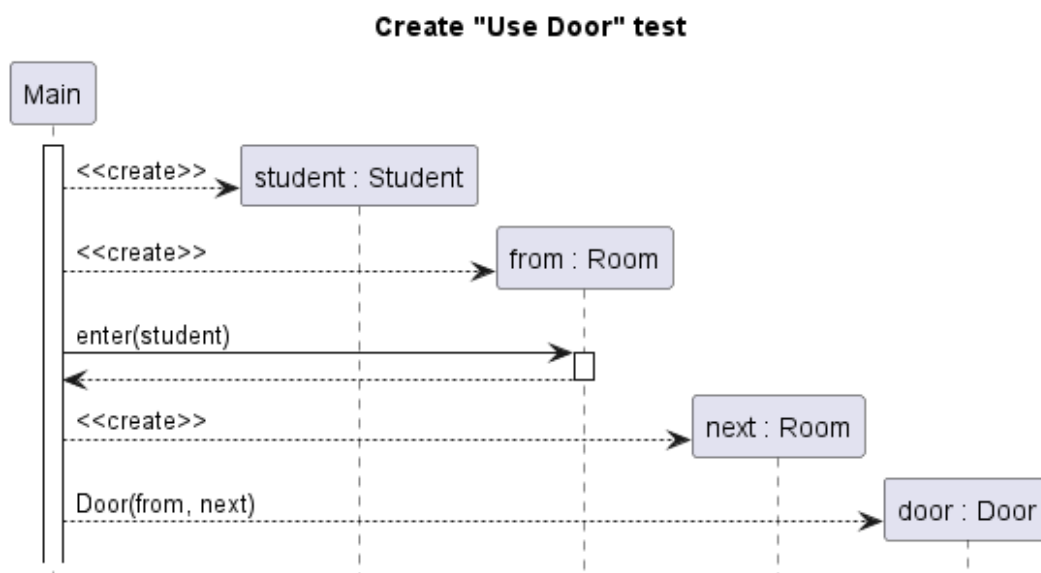 Create "Use Door" test
Main
<<create>>
student : Student
<<create>>
from : Room
enter(student)
<<create>>
next : Room
Door(from, next)
door : Door